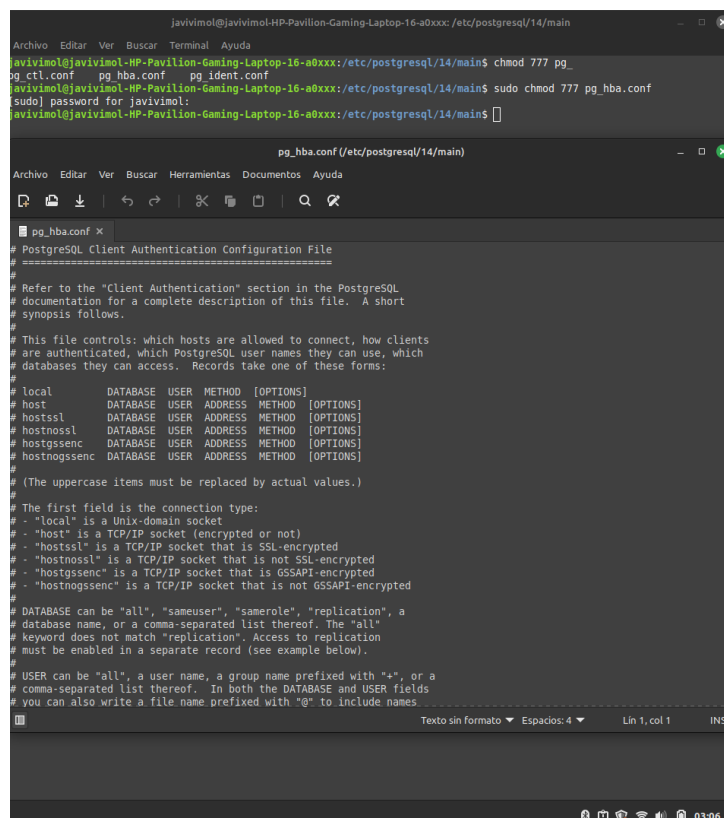 javivimol@javivimol-HP-Pavilion-Gaming-Laptop-16-a0xxx: /etc/postgresql/14/main
Archivo Editar Ver Buscar Terminal Ayuda
javivimol@javivimol-HP-Pavilion-Gaming-Laptop-16-a0xxx:/etc/postgresql/14/main$ chmod 777 pg_
pg_ctl.conf pg_hba.conf pg_ident.conf
javivimol@javivimol-HP-Pavilion-Gaming-Laptop-16-a0xxx:/etc/postgresql/14/main$ sudo chmod 777 pg_hba.conf
[sudo] password for javivimol:
javivimol@javivimol-HP-Pavilion-Gaming-Laptop-16-a0xxx:/etc/postgresql/14/main$
pg_hba.conf (/etc/postgresql/14/main)
Archivo Editar Ver Buscar Herramientas Documentos Ayuda
pg_hba.conf ×
# PostgreSQL Client Authentication Configuration File
# ===================================================
#
# Refer to the "Client Authentication" section in the PostgreSQL
# documentation for a complete description of this file. A short
# synopsis follows.
#
# This file controls: which hosts are allowed to connect, how clients
# are authenticated, which PostgreSQL user names they can use, which
# databases they can access. Records take one of these forms:
#
# local DATABASE USER METHOD [OPTIONS]
# host DATABASE USER ADDRESS METHOD [OPTIONS]
# hostssl DATABASE USER ADDRESS METHOD [OPTIONS]
# hostnossl DATABASE USER ADDRESS METHOD [OPTIONS]
# hostgssenc DATABASE USER ADDRESS METHOD [OPTIONS]
# hostnogssenc DATABASE USER ADDRESS METHOD [OPTIONS]
#
# (The uppercase items must be replaced by actual values.)
#
# The first field is the connection type:
# - "local" is a Unix-domain socket
# - "host" is a TCP/IP socket (encrypted or not)
# - "hostssl" is a TCP/IP socket that is SSL-encrypted
# - "hostnossl" is a TCP/IP socket that is not SSL-encrypted
# - "hostgssenc" is a TCP/IP socket that is GSSAPI-encrypted
# - "hostnogssenc" is a TCP/IP socket that is not GSSAPI-encrypted
#
# DATABASE can be "all", "sameuser", "samerole", "replication", a
# database name, or a comma-separated list thereof. The "all"
# keyword does not match "replication". Access to replication
# must be enabled in a separate record (see example below).
#
# USER can be "all", a user name, a group name prefixed with "+", or a
# comma-separated list thereof. In both the DATABASE and USER fields
# you can also write a file name prefixed with "@" to include names
Texto sin formato Espacios: 4 Lín 1, col 1 INS
03:06